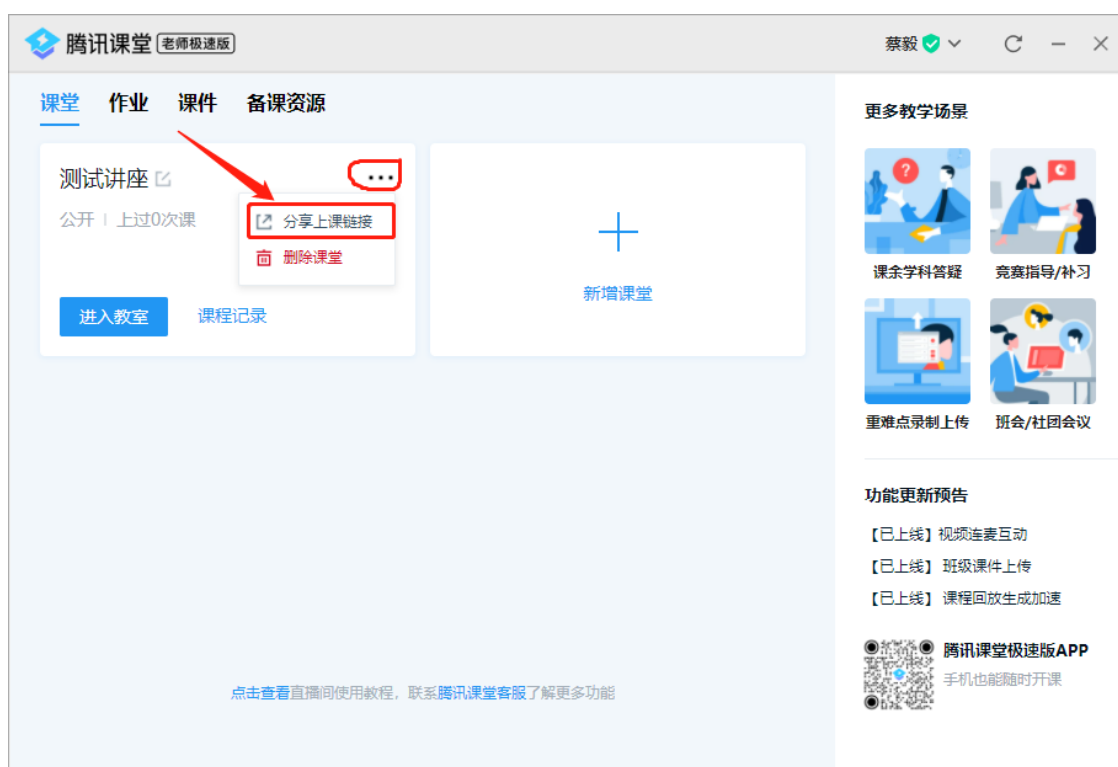 腾讯课堂 老师极速版
蔡毅
课堂 作业 课件 备课资源
测试讲座
公开 | 上过0次课
分享上课链接
删除课堂
进入教室 课程记录
新增课堂
更多教学场景
课余学科答疑 竞赛指导/补习
重难点录制上传 班会/社团会议
功能更新预告
【已上线】视频连麦互动
【已上线】 班级课件上传
【已上线】 课程回放生成加速
腾讯课堂极速版APP
手机也能随时开课
点击查看直播间使用教程，联系腾讯课堂客服了解更多功能